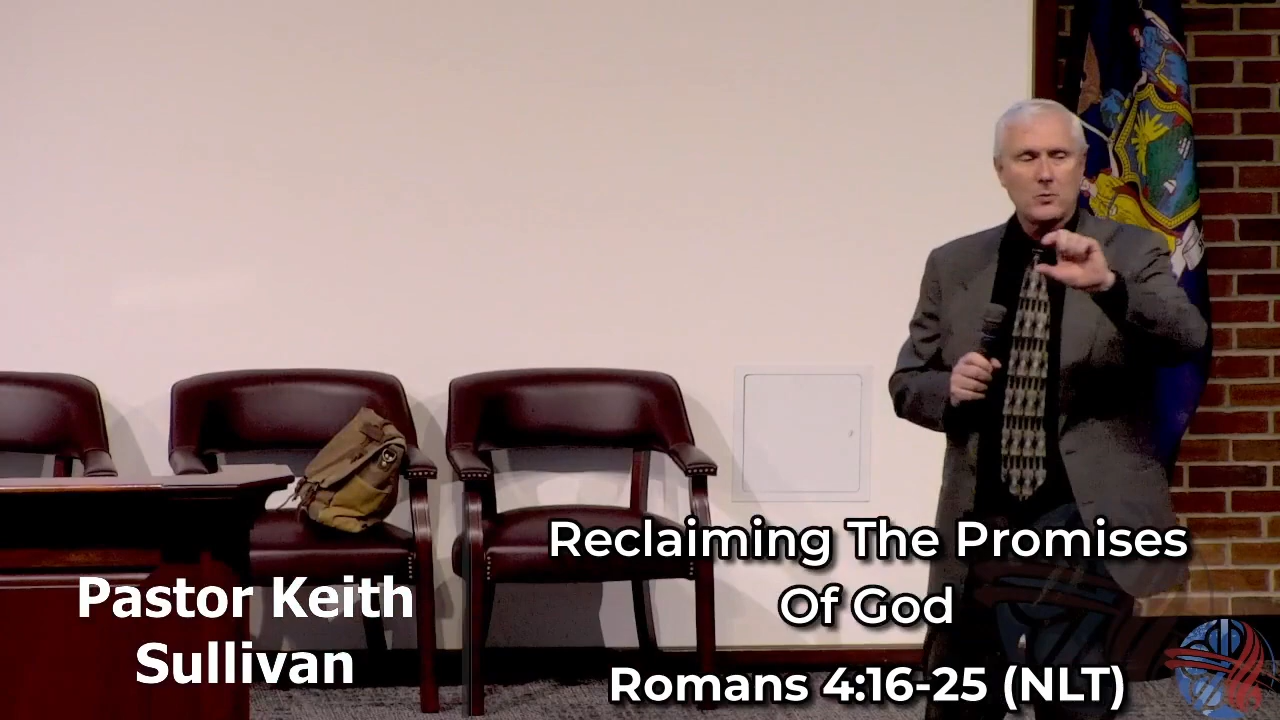 Pastor Keith
Sullivan
Reclaiming The Promises
Of God
Romans 4:16-25 (NLT)